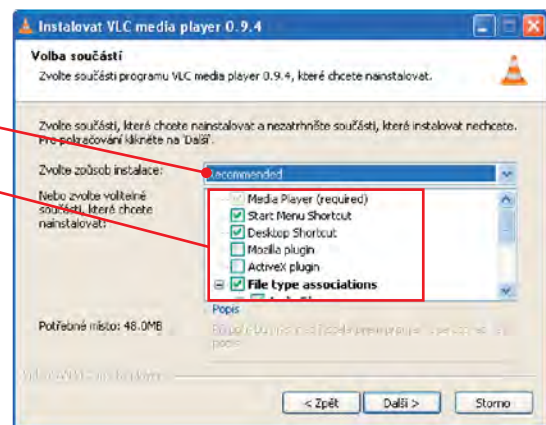 Instalovat VLC media player 0.9.4
Volba součástí
Zvolte součásti programu VLC media player 0.9.4, které chcete nainstalovat.
Zvolte součásti, které chcete nainstalovat a nezatrhněte součásti, které instalovat nechcete.
Pro pokračování klikněte na 'Další'.
Zvolte způsob instalace:
Recommended
Nebo zvolte volitelné
součásti, které chcete
nainstalovat:
Media Player (required)
Start Menu Shortcut
Desktop Shortcut
Mozilla plugin
ActiveX plugin
File type associations
Potřebné místo: 48.0MB
Popis
popis
< Zpět
Další >
Storno